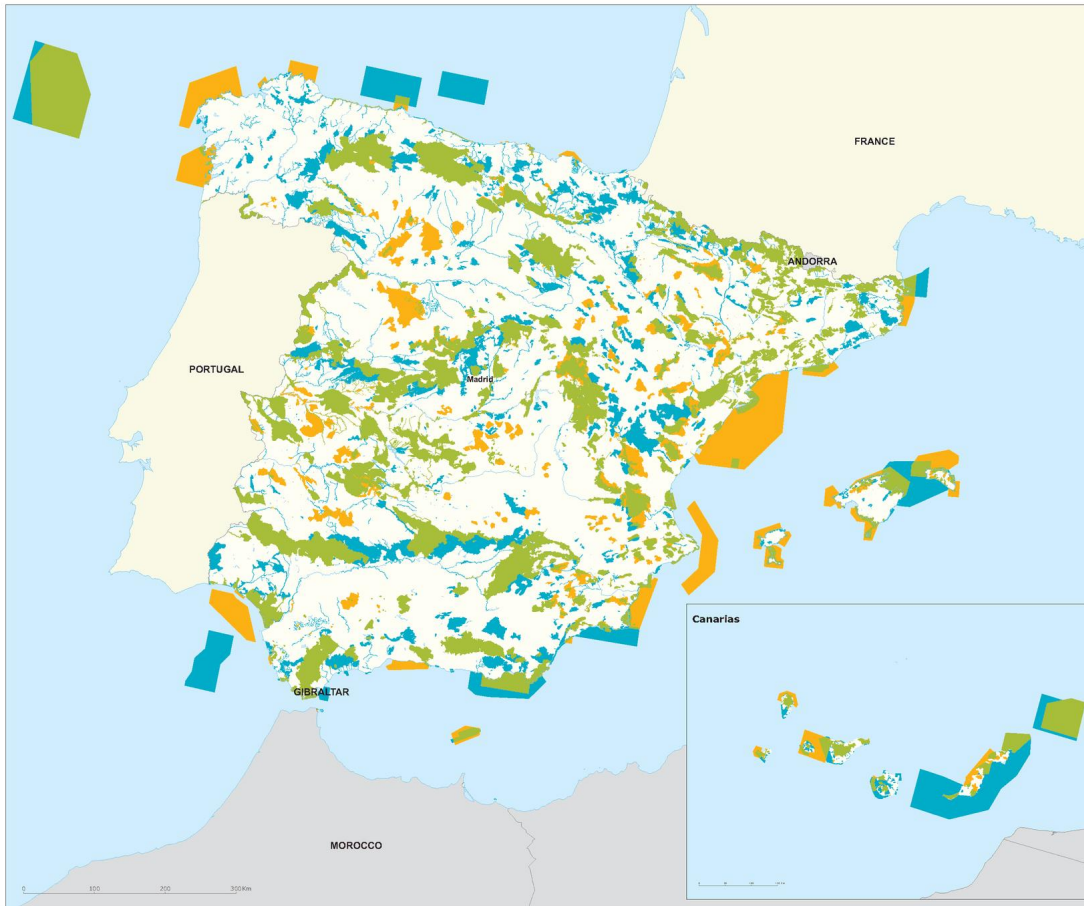 FRANCE
ANDORRA
PORTUGAL
Madrid
Canarias
GIBRALTAR
MOROCCO
0 100 200 300 Km